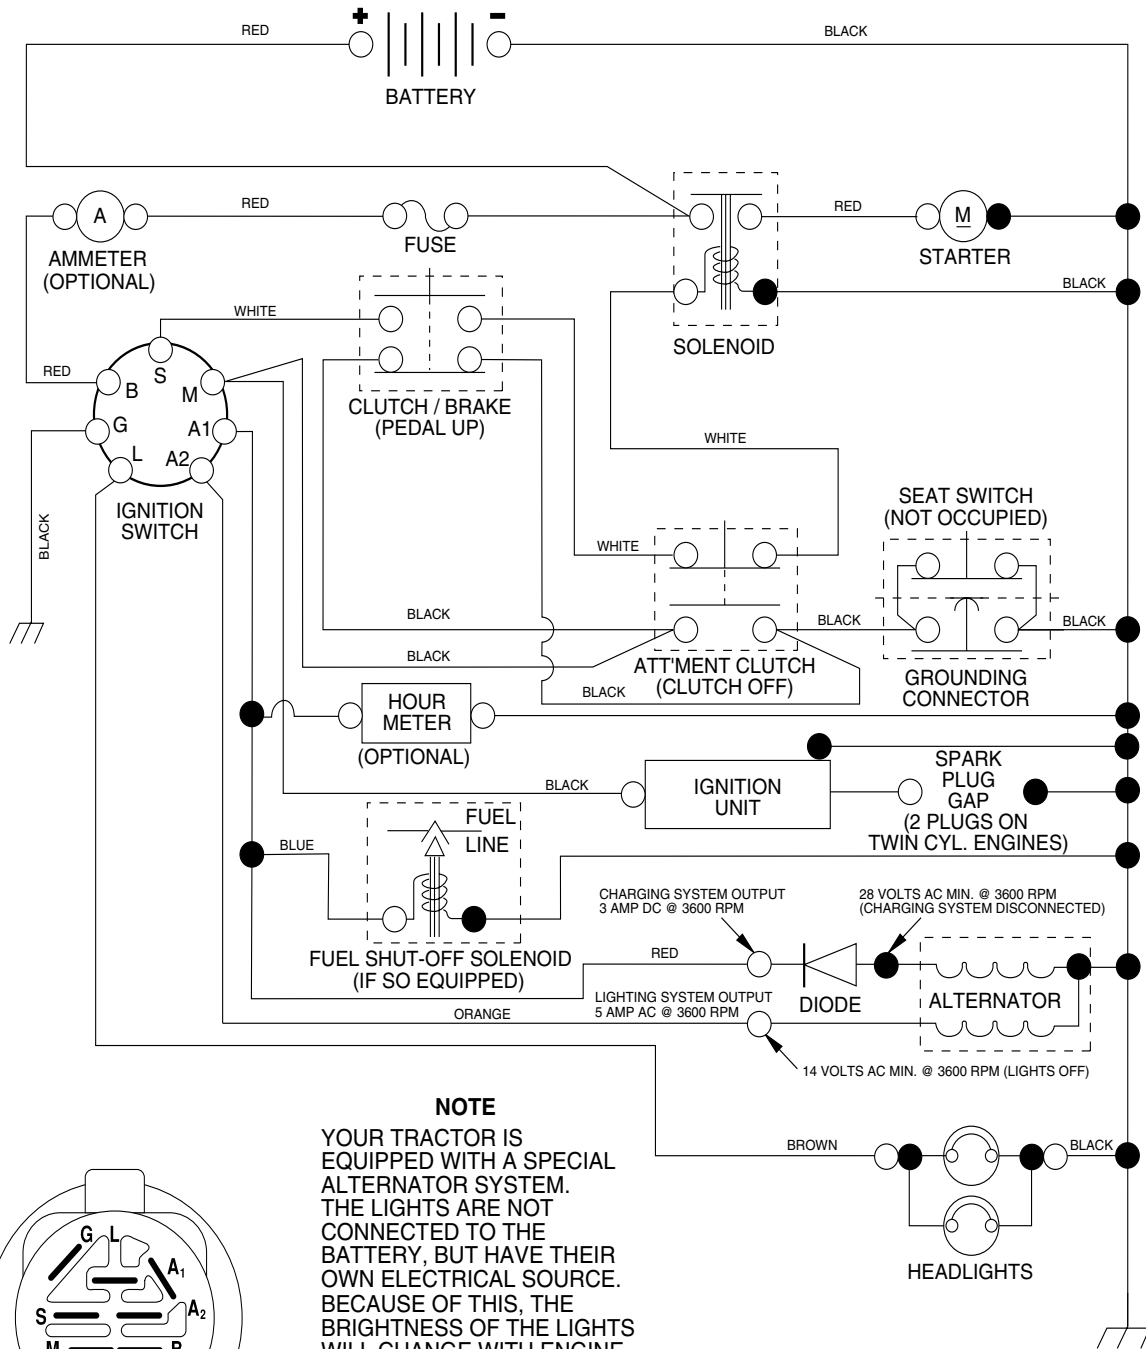 + -
RED
BLACK
BATTERY
A
RED
RED
M
AMMETER
(OPTIONAL)
FUSE
STARTER
BLACK
WHITE
SOLENOID
RED
S
B
M
G
A1
L
A2
CLUTCH / BRAKE
(PEDAL UP)
WHITE
IGNITION
SWITCH
BLACK
SEAT SWITCH
(NOT OCCUPIED)
WHITE
BLACK
BLACK
BLACK
BLACK
ATT'MENT CLUTCH
(CLUTCH OFF)
GROUNDING
CONNECTOR
BLACK
HOUR
METER
(OPTIONAL)
BLACK
IGNITION
UNIT
SPARK
PLUG
GAP
(2 PLUGS ON
TWIN CYL. ENGINES)
FUEL
LINE
BLUE
CHARGING SYSTEM OUTPUT
3 AMP DC @ 3600 RPM
28 VOLTS AC MIN. @ 3600 RPM
(CHARGING SYSTEM DISCONNECTED)
FUEL SHUT-OFF SOLENOID
(IF SO EQUIPPED)
RED
DIODE
ALTERNATOR
LIGHTING SYSTEM OUTPUT
5 AMP AC @ 3600 RPM
ORANGE
14 VOLTS AC MIN. @ 3600 RPM (LIGHTS OFF)
BROWN
BLACK
HEADLIGHTS
NOTE
YOUR TRACTOR IS
EQUIPPED WITH A SPECIAL
ALTERNATOR SYSTEM.
THE LIGHTS ARE NOT
CONNECTED TO THE
BATTERY, BUT HAVE THEIR
OWN ELECTRICAL SOURCE.
BECAUSE OF THIS, THE
BRIGHTNESS OF THE LIGHTS
WILL CHANGE WITH ENGINE
G L
A1
S
A2
M
B